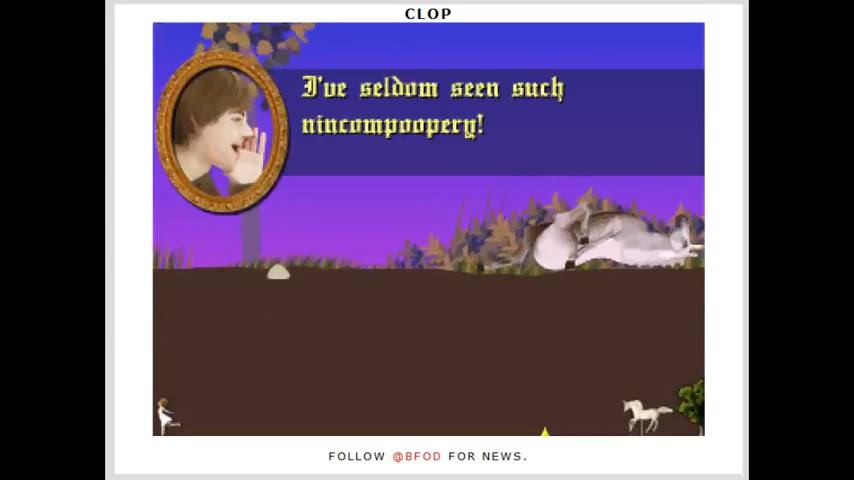 CLOP
I've seldom seen such
nincompoopery!
FOLLOW @BFOD FOR NEWS.